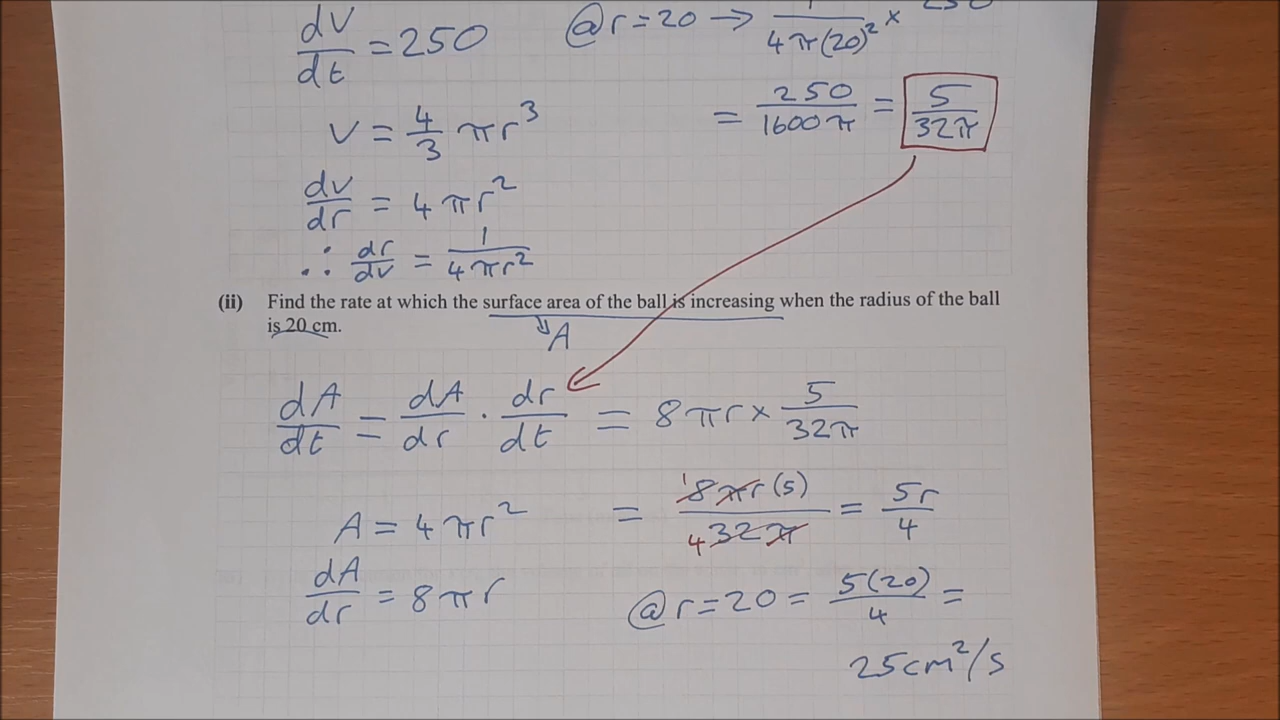 dV/dt = 250
@r=20 → 1/4π(20)² ×
V = 4/3 πr³
= 250/1600π = 5/32π
dv/dr = 4πr²
∴ dr/dv = 1/4πr²
(ii) Find the rate at which the surface area of the ball is increasing when the radius of the ball
is 20 cm.
A
dA/dt = dA/dr · dr/dt = 8πr × 5/32π
A = 4πr²
= 18πr(5)/432π = 5r/4
dA/dr = 8πr
@r=20 = 5(20)/4 =
25cm²/s